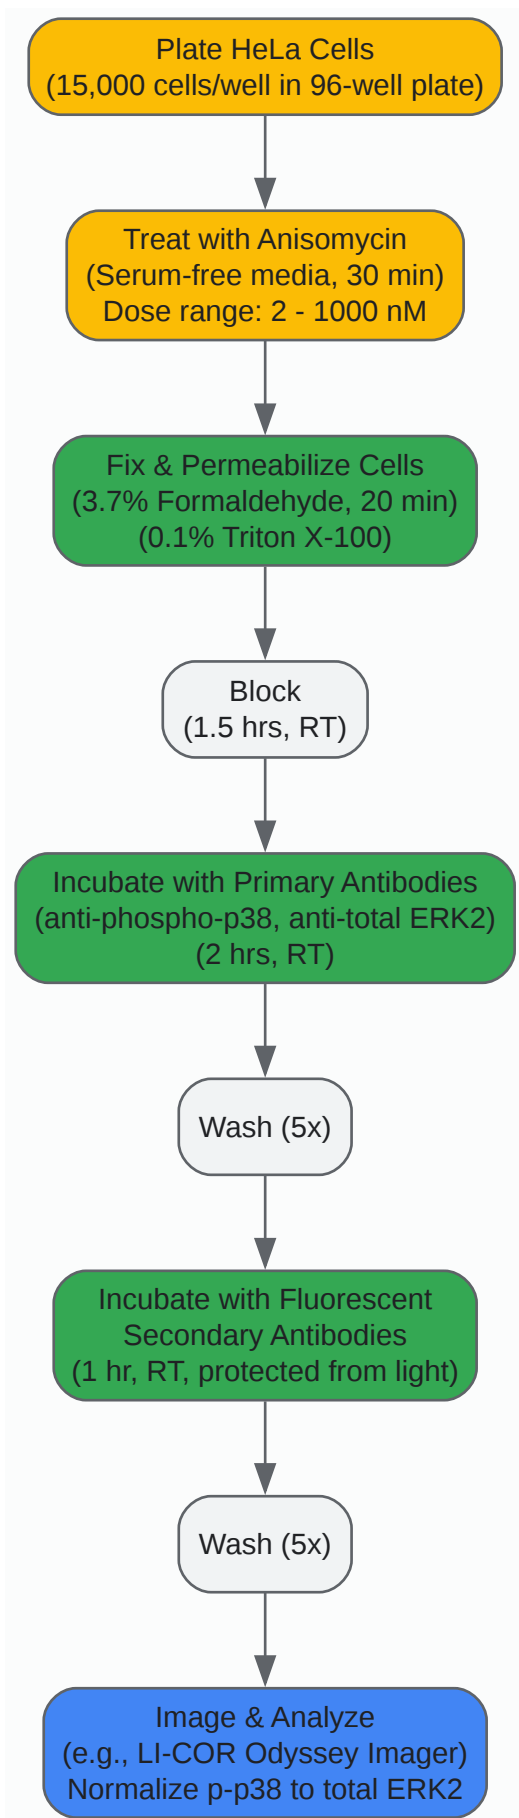 Plate HeLa Cells
(15,000 cells/well in 96-well plate)
Treat with Anisomycin
(Serum-free media, 30 min)
Dose range: 2 - 1000 nM
Fix & Permeabilize Cells
(3.7% Formaldehyde, 20 min)
(0.1% Triton X-100)
Block
(1.5 hrs, RT)
Incubate with Primary Antibodies
(anti-phospho-p38, anti-total ERK2)
(2 hrs, RT)
Wash (5x)
Incubate with Fluorescent
Secondary Antibodies
(1 hr, RT, protected from light)
Wash (5x)
Image & Analyze
(e.g., LI-COR Odyssey Imager)
Normalize p-p38 to total ERK2